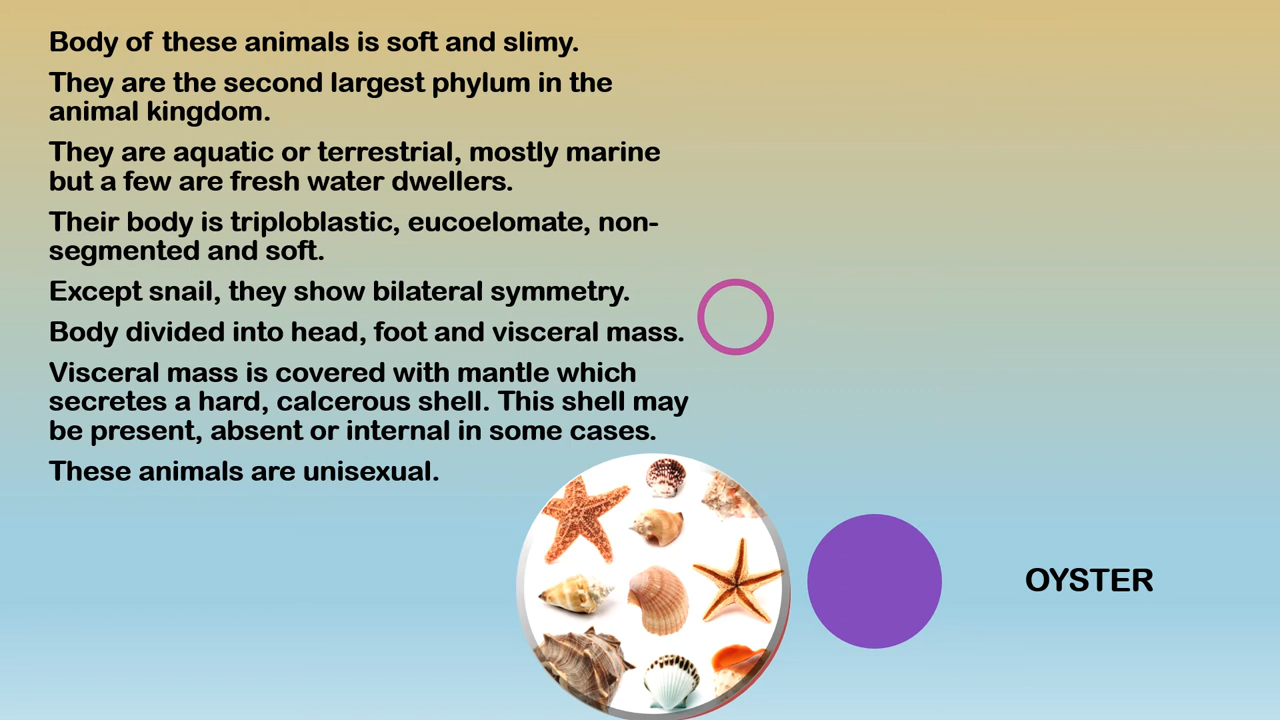 Body of these animals is soft and slimy.
They are the second largest phylum in the
animal kingdom.
They are aquatic or terrestrial, mostly marine
but a few are fresh water dwellers.
Their body is triploblastic, eucoelomate, non-
segmented and soft.
Except snail, they show bilateral symmetry.
Body divided into head, foot and visceral mass.
Visceral mass is covered with mantle which
secretes a hard, calcerous shell. This shell may
be present, absent or internal in some cases.
These animals are unisexual.
OYSTER